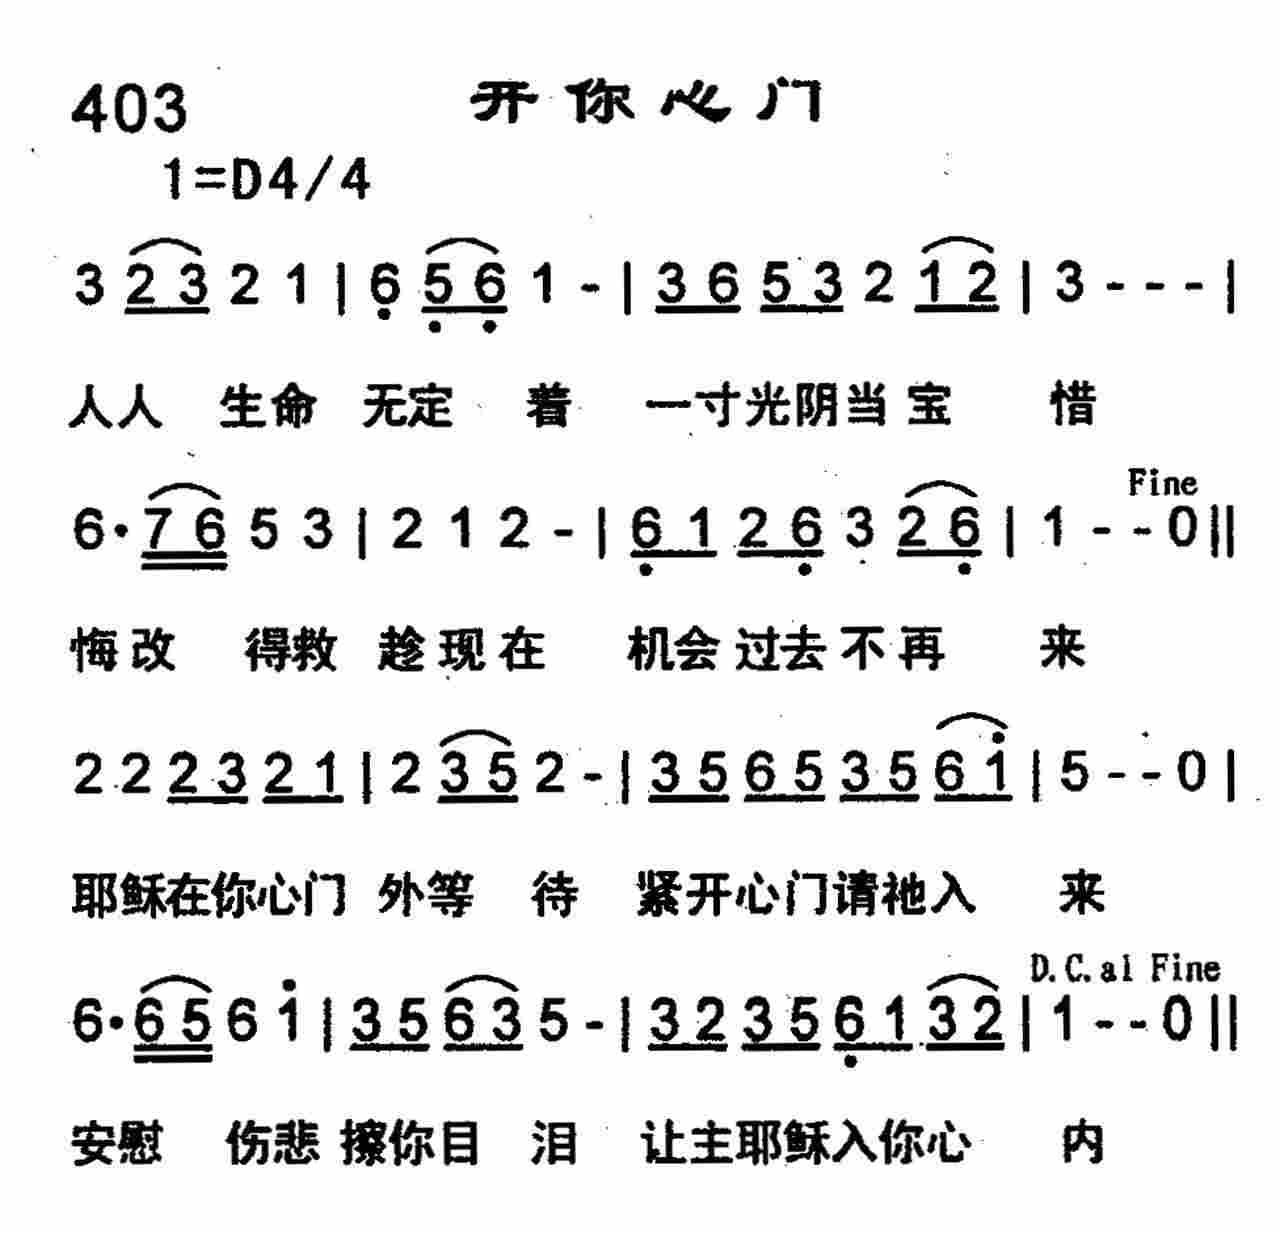 403 开你心门
1=D4/4
3 2 3 2 1 | 6 5 6 1 - | 3 6 5 3 2 1 2 | 3 - - - |
人人 生命 无定 着 一寸光阴当宝 惜
Fine
6· 7 6 5 3 | 2 1 2 - | 6 1 2 6 3 2 6 | 1 - - 0 ||
悔改 得救 趁现在 机会过去不再 来
2 2 2 3 2 1 | 2 3 5 2 - | 3 5 6 5 3 5 6 1 | 5 - - 0 |
耶稣在你心门 外等 待 紧开心门请祂入 来
D.C.al Fine
6· 6 5 6 1 | 3 5 6 3 5 - | 3 2 3 5 6 1 3 2 | 1 - - 0 ||
安慰 伤悲 擦你目 泪 让主耶稣入你心 内